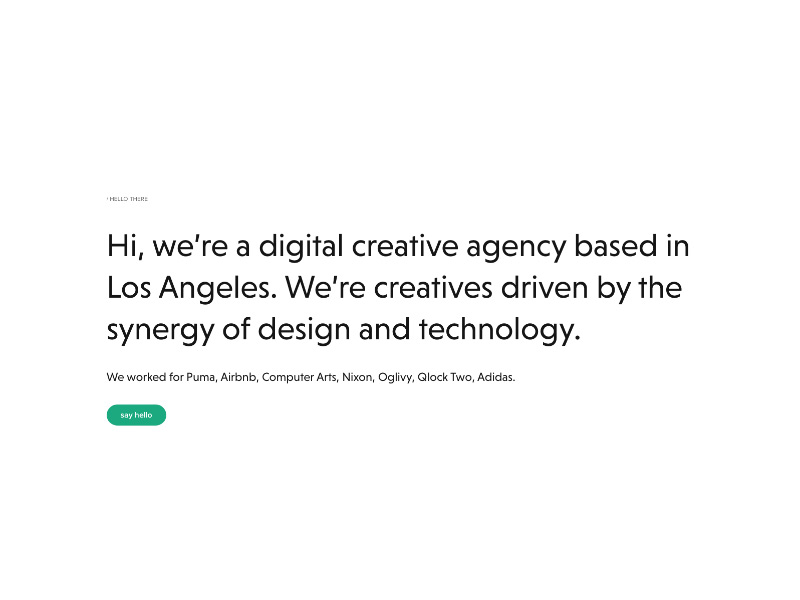 / HELLO THERE
Hi, we're a digital creative agency based in
Los Angeles. We're creatives driven by the
synergy of design and technology.
We worked for Puma, Airbnb, Computer Arts, Nixon, Oglivy, Qlock Two, Adidas.
say hello